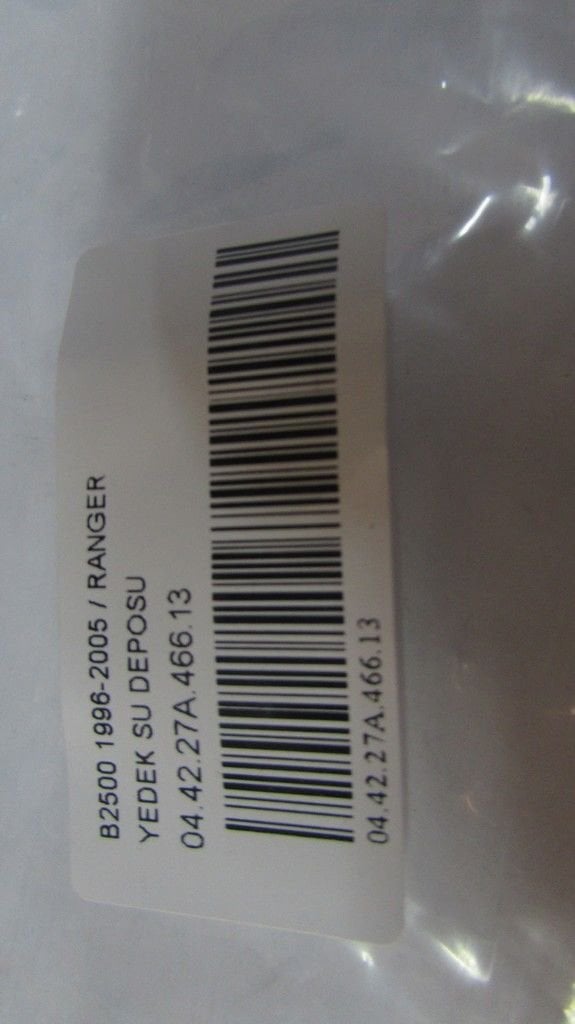 B2500 1996-2005 / RANGER
YEDEK SU DEPOSU
04.42.27A.466.13
04.42.27A.466.13